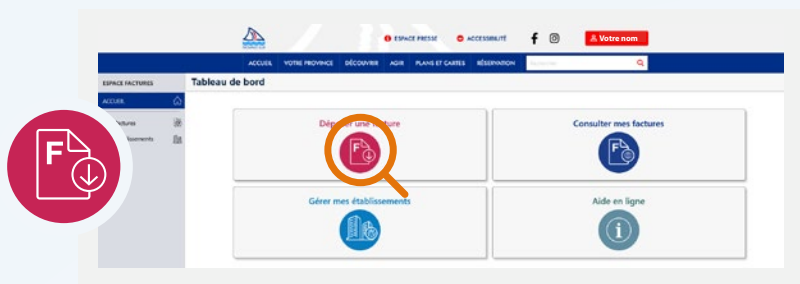 ESPACE PRESSE
ACCESSIBILITÉ
Votre nom
ACCUEIL VOTRE PROVINCE DÉCOUVRIR AGIR PLANS ET CARTES RÉSERVATION
ESPACE FACTURES
Tableau de bord
ACCUEIL
Consulter mes factures
F
F
F
Gérer mes établissements
Aide en ligne
i